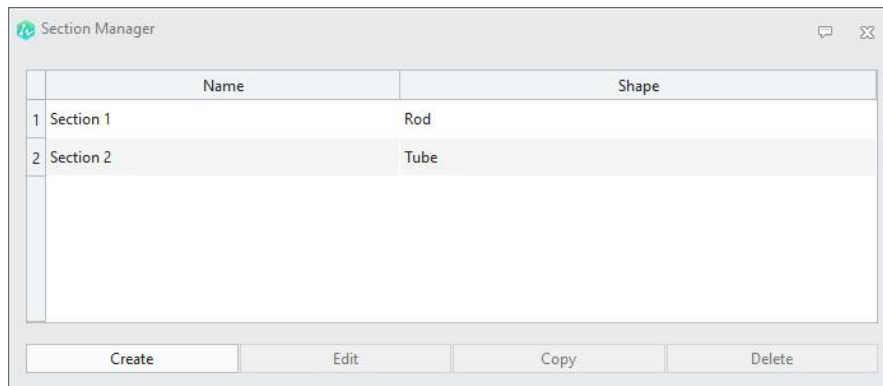 Section Manager
Name Shape
1 Section 1 Rod
2 Section 2 Tube
Create Edit Copy Delete